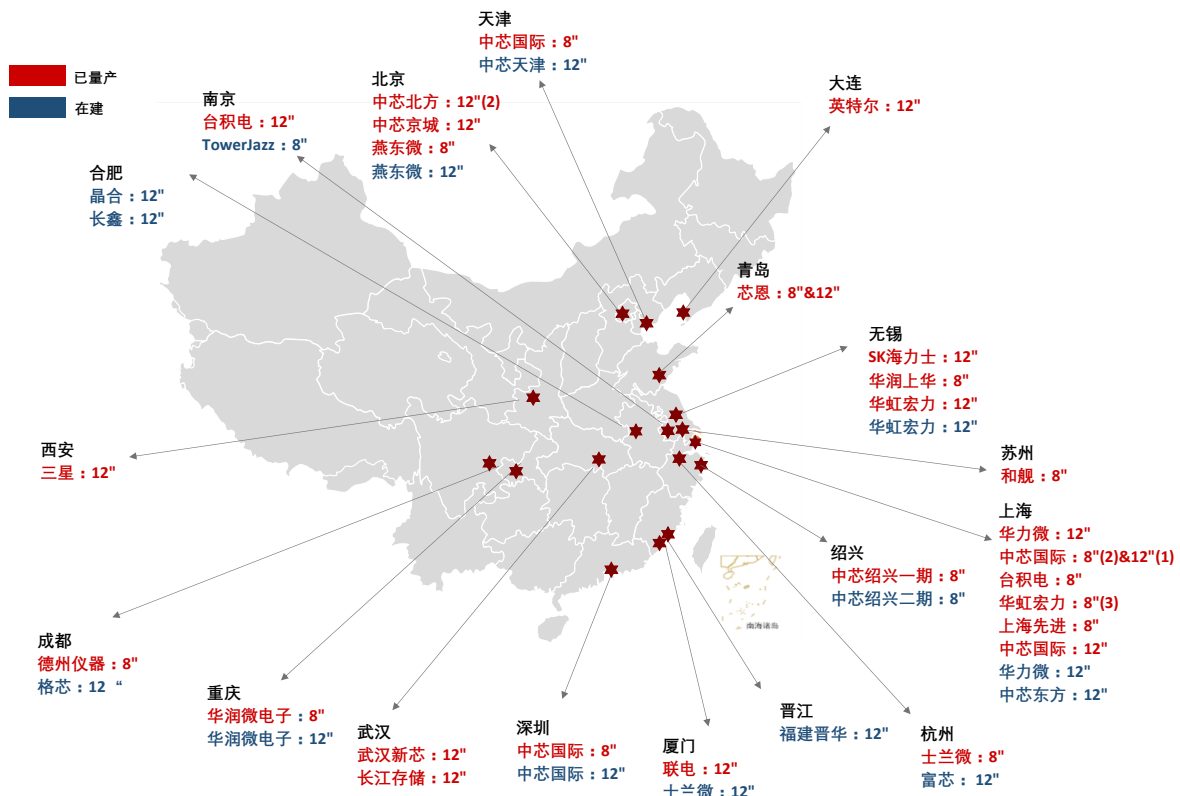 已量产
在建
天津
中芯国际：8"
中芯天津：12"
北京
中芯北方：12"(2)
中芯京城：12"
燕东微：8"
燕东微：12"
大连
英特尔：12"
南京
台积电：12"
TowerJazz：8"
合肥
晶合：12"
长鑫：12"
青岛
芯恩：8"&12"
无锡
SK海力士：12"
华润上华：8"
华虹宏力：12"
华虹宏力：12"
西安
三星：12"
苏州
和舰：8"
上海
华力微：12"
中芯国际：8"(2)&12"(1)
台积电：8"
华虹宏力：8"(3)
上海先进：8"
中芯国际：12"
华力微：12"
中芯东方：12"
绍兴
中芯绍兴一期：8"
中芯绍兴二期：8"
南海诸岛
成都
德州仪器：8"
格芯：12 “
重庆
华润微电子：8"
华润微电子：12"
武汉
武汉新芯：12"
长江存储：12"
深圳
中芯国际：8"
中芯国际：12"
厦门
联电：12"
士兰微：12"
晋江
福建晋华：12"
杭州
士兰微：8"
富芯：12"